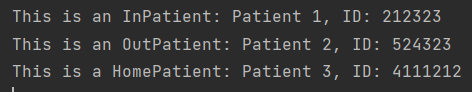 This is an InPatient: Patient 1, ID: 212323
This is an OutPatient: Patient 2, ID: 524323
This is a HomePatient: Patient 3, ID: 4111212